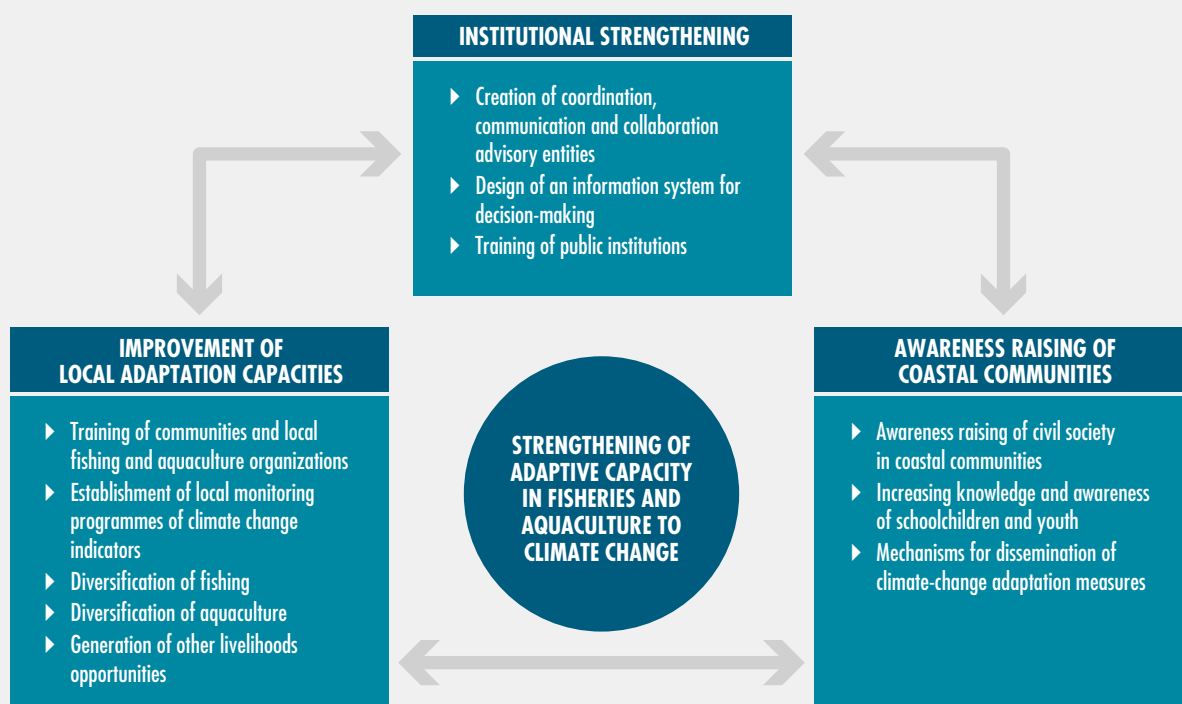 INSTITUTIONAL STRENGTHENING
Creation of coordination,
communication and collaboration
advisory entities
Design of an information system for
decision-making
Training of public institutions
IMPROVEMENT OF
LOCAL ADAPTATION CAPACITIES
Training of communities and local
fishing and aquaculture organizations
Establishment of local monitoring
programmes of climate change
indicators
Diversification of fishing
Diversification of aquaculture
Generation of other livelihoods
opportunities
STRENGTHENING OF
ADAPTIVE CAPACITY
IN FISHERIES AND
AQUACULTURE TO
CLIMATE CHANGE
AWARENESS RAISING OF
COASTAL COMMUNITIES
Awareness raising of civil society
in coastal communities
Increasing knowledge and awareness
of schoolchildren and youth
Mechanisms for dissemination of
climate-change adaptation measures